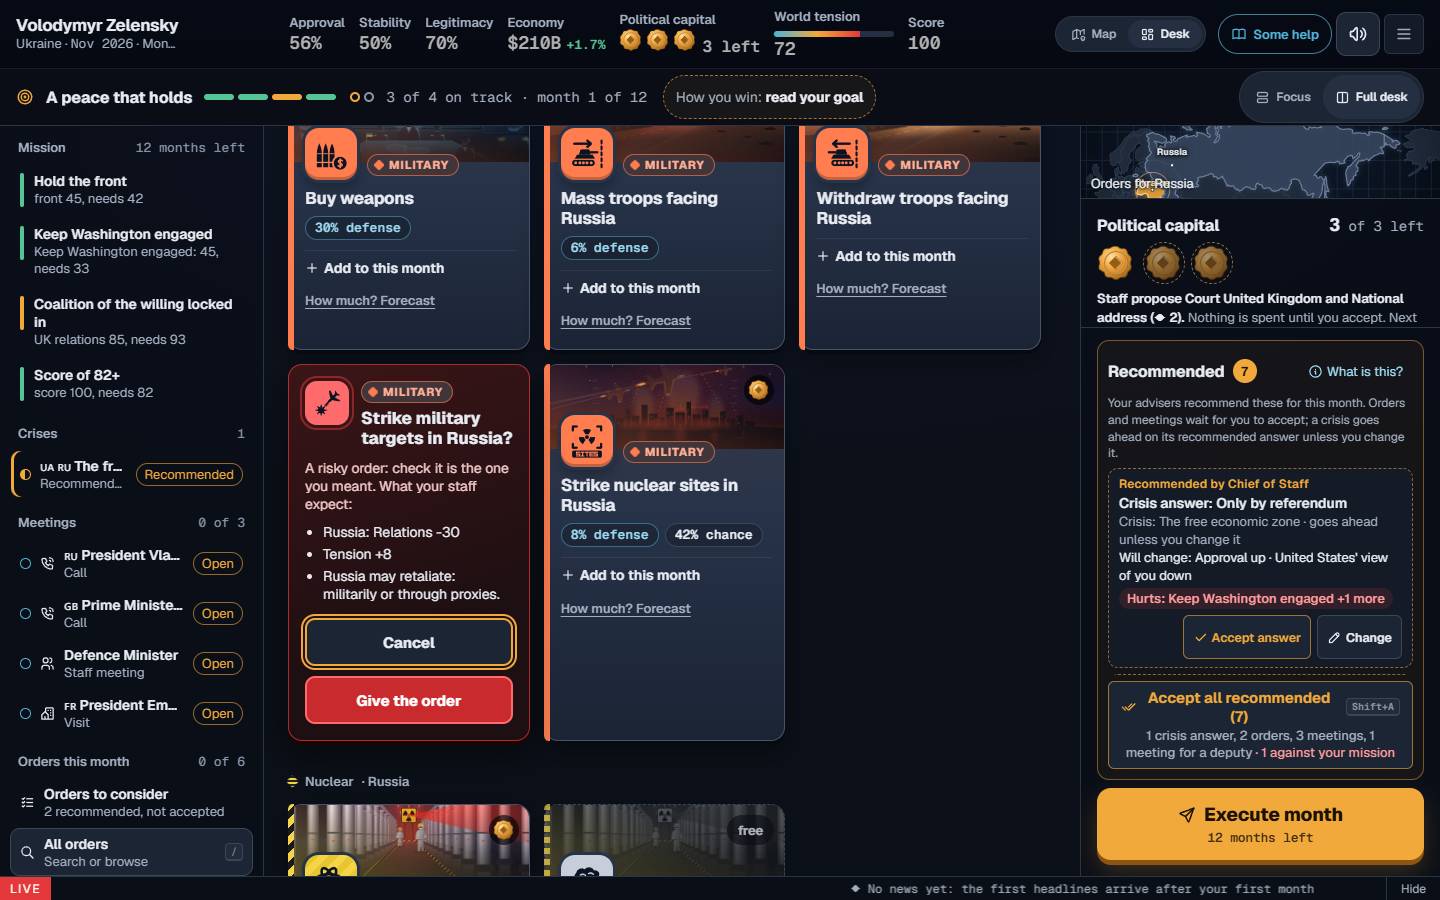 Volodymyr Zelensky
Ukraine · Nov 2026 · Mon...
Approval
56%
Stability
50%
Legitimacy
70%
Economy
$210B +1.7%
Political capital
3 left
World tension
72
Score
100
Map
Desk
Some help
A peace that holds
3 of 4 on track · month 1 of 12
How you win: read your goal
Focus
Full desk
Mission
12 months left
Hold the front
front 45, needs 42
Keep Washington engaged
Keep Washington engaged: 45,
needs 33
Coalition of the willing locked
in
UK relations 85, needs 93
Score of 82+
score 100, needs 82
Crises
1
UA RU The fr...
Recommend...
Recommended
Meetings
0 of 3
RU President Vla...
Call
Open
GB Prime Ministe...
Call
Open
Defence Minister
Staff meeting
Open
FR President Em...
Visit
Open
Orders this month
0 of 6
Orders to consider
2 recommended, not accepted
All orders
Search or browse
/
MILITARY
Buy weapons
30% defense
+ Add to this month
How much? Forecast
MILITARY
Mass troops facing
Russia
6% defense
+ Add to this month
How much? Forecast
MILITARY
Withdraw troops facing
Russia
+ Add to this month
How much? Forecast
MILITARY
Strike military
targets in Russia?
A risky order: check it is the one
you meant. What your staff
expect:
• Russia: Relations -30
• Tension +8
• Russia may retaliate:
militarily or through proxies.
Cancel
Give the order
SITES
MILITARY
Strike nuclear sites in
Russia
8% defense
42% chance
+ Add to this month
How much? Forecast
Nuclear · Russia
free
Russia
Orders for Russia
Political capital
3 of 3 left
Staff propose Court United Kingdom and National
address (◆ 2). Nothing is spent until you accept. Next
Recommended 7
What is this?
Your advisers recommend these for this month. Orders
and meetings wait for you to accept; a crisis goes
ahead on its recommended answer unless you change
it.
Recommended by Chief of Staff
Crisis answer: Only by referendum
Crisis: The free economic zone · goes ahead
unless you change it
Will change: Approval up · United States' view
of you down
Hurts: Keep Washington engaged +1 more
Accept answer
Change
Accept all recommended
(7)
Shift+A
1 crisis answer, 2 orders, 3 meetings, 1
meeting for a deputy · 1 against your mission
Execute month
12 months left
LIVE
◆ No news yet: the first headlines arrive after your first month
Hide